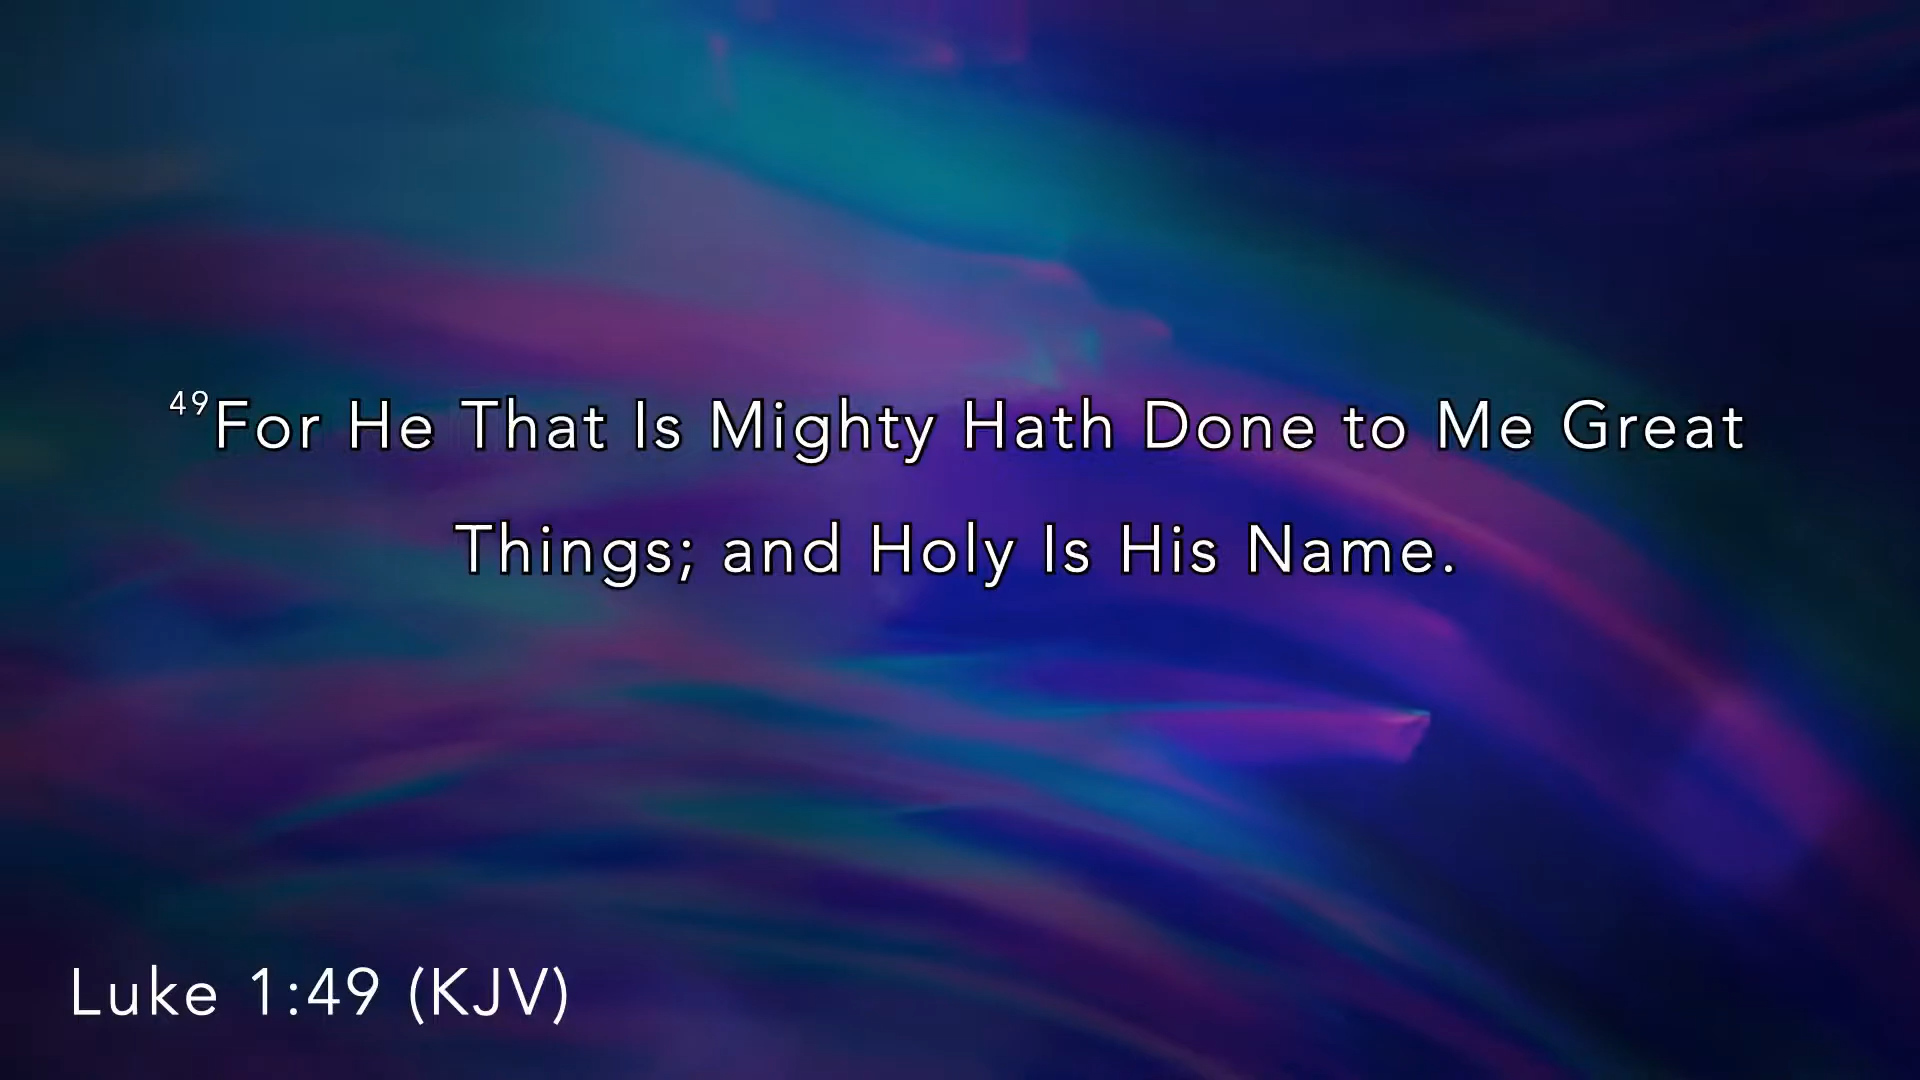 49For He That Is Mighty Hath Done to Me Great
Things; and Holy Is His Name.
Luke 1:49 (KJV)